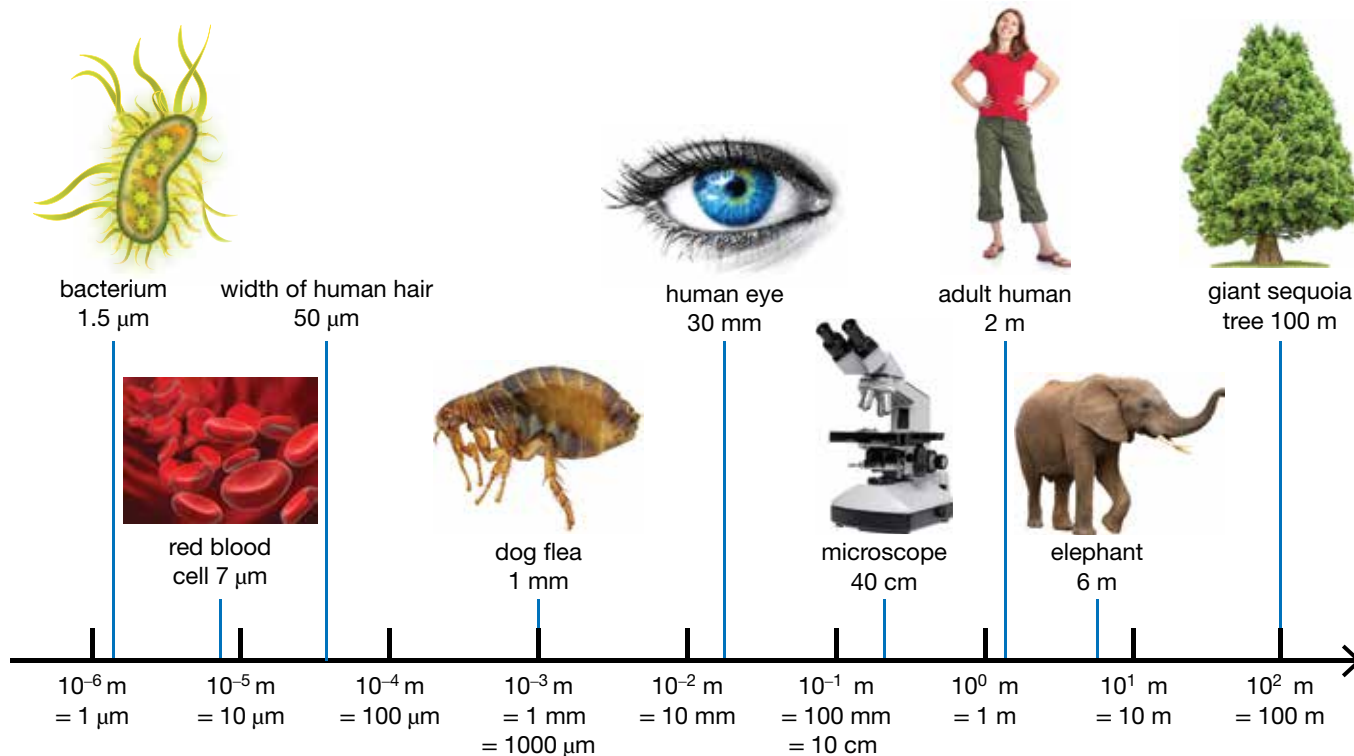 bacterium
1.5 μm
width of human hair
50 μm
human eye
30 mm
adult human
2 m
giant sequoia
tree 100 m
red blood
cell 7 μm
dog flea
1 mm
microscope
40 cm
elephant
6 m
10⁻⁶ m
= 1 μm
10⁻⁵ m
= 10 μm
10⁻⁴ m
= 100 μm
10⁻³ m
= 1 mm
= 1000 μm
10⁻² m
= 10 mm
10⁻¹ m
= 100 mm
= 10 cm
10⁰ m
= 1 m
10¹ m
= 10 m
10² m
= 100 m